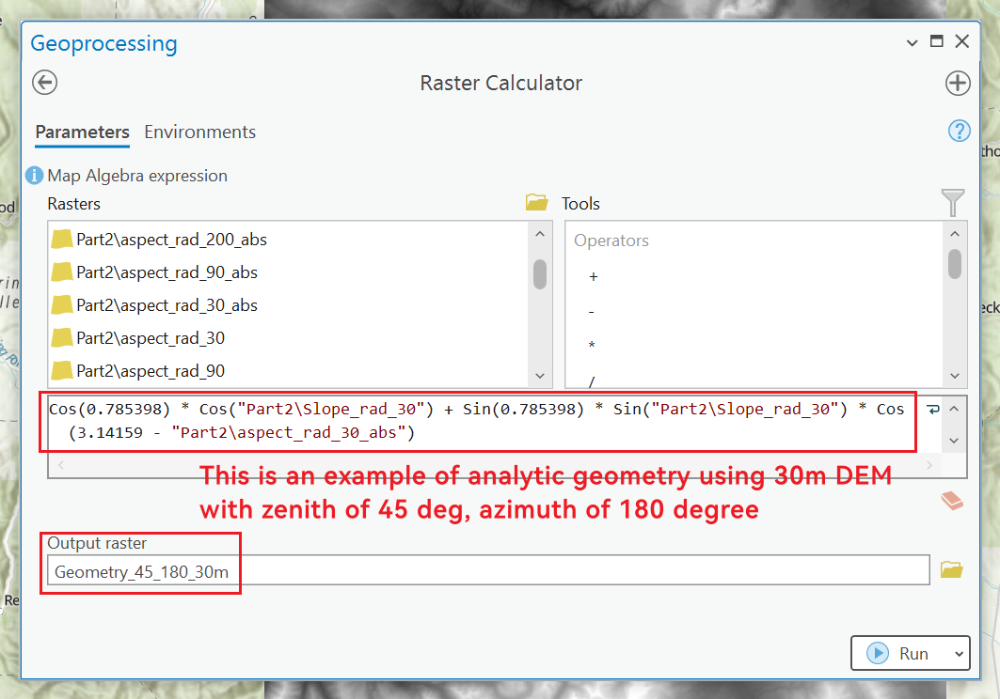 Geoprocessing
Raster Calculator
Parameters Environments
Map Algebra expression
Rasters Tools
Part2\aspect_rad_200_abs
Part2\aspect_rad_90_abs
Part2\aspect_rad_30_abs
Part2\aspect_rad_30
Part2\aspect_rad_90
Operators
+
-
*
/
Cos(0.785398) * Cos("Part2\Slope_rad_30") + Sin(0.785398) * Sin("Part2\Slope_rad_30") * Cos
(3.14159 - "Part2\aspect_rad_30_abs")
This is an example of analytic geometry using 30m DEM
with zenith of 45 deg, azimuth of 180 degree
Output raster
Geometry_45_180_30m
Run